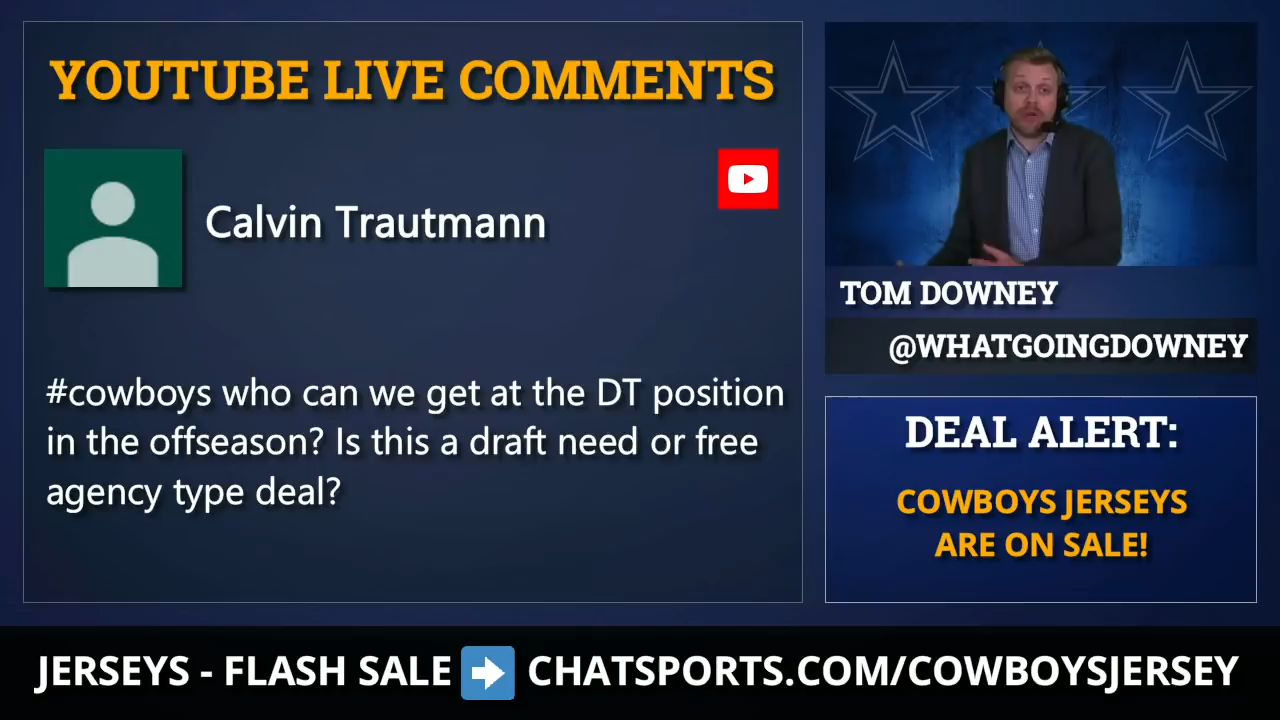 YOUTUBE LIVE COMMENTS
Calvin Trautmann
#cowboys who can we get at the DT position
in the offseason? Is this a draft need or free
agency type deal?
TOM DOWNEY
@WHATGOINGDOWNEY
DEAL ALERT:
COWBOYS JERSEYS
ARE ON SALE!
JERSEYS - FLASH SALE ➡ CHATSPORTS.COM/COWBOYSJERSEY